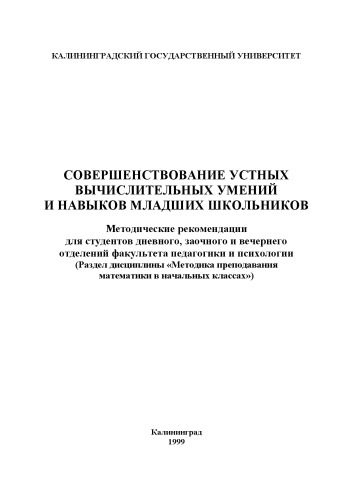 КАЛИНИНГРАДСКИЙ ГОСУДАРСТВЕННЫЙ УНИВЕРСИТЕТ
СОВЕРШЕНСТВОВАНИЕ УСТНЫХ
ВЫЧИСЛИТЕЛЬНЫХ УМЕНИЙ
И НАВЫКОВ МЛАДШИХ ШКОЛЬНИКОВ
Методические рекомендации
для студентов дневного, заочного и вечернего
отделений факультета педагогики и психологии
(Раздел дисциплины «Методика преподавания
математики в начальных классах»)
Калининград
1999